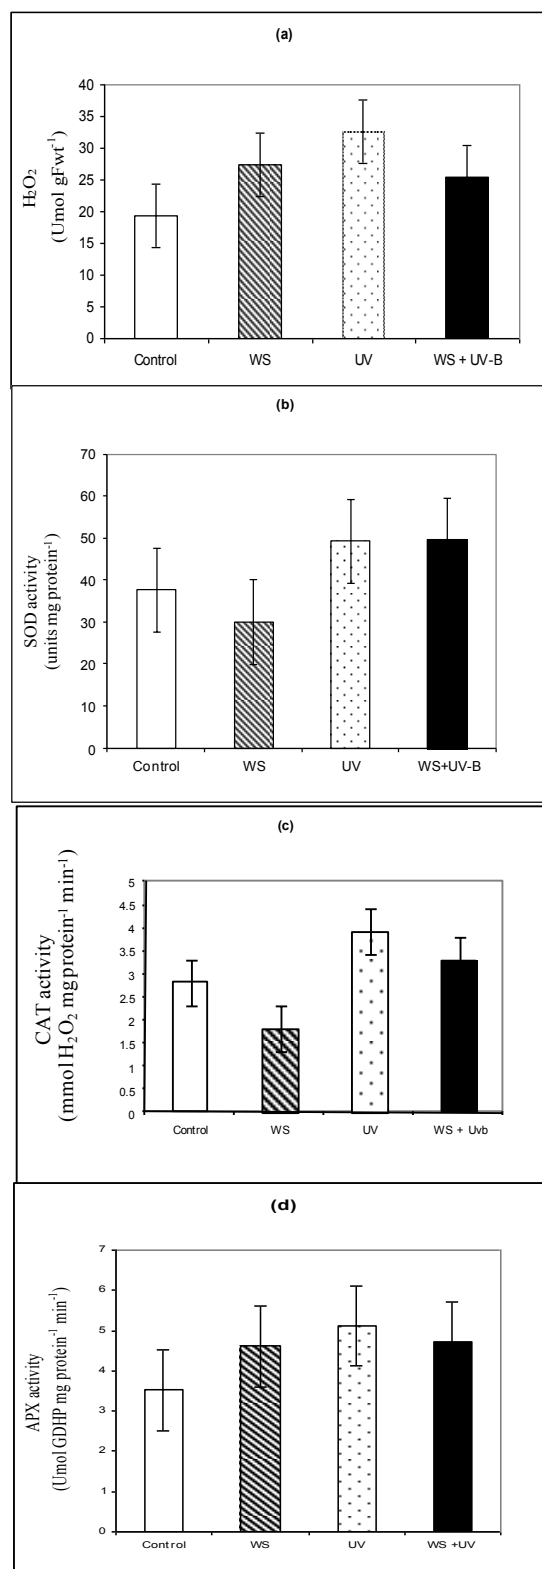 (a)
H₂O₂
(Umol gFwt⁻¹)
40
35
30
25
20
15
10
5
0
Control WS UV WS + UV-B
(b)
SOD activity
(units mg protein⁻¹)
70
60
50
40
30
20
10
0
Control WS UV WS+UV-B
(c)
CAT activity
(mmol H₂O₂ mgprotein⁻¹ min⁻¹)
5
4.5
4
3.5
3
2.5
2
1.5
1
0.5
0
Control WS UV WS + Uvb
(d)
APX activity
(Umol GDHP mg protein⁻¹ min⁻¹)
7
6
5
4
3
2
1
0
Control WS UV WS +UV